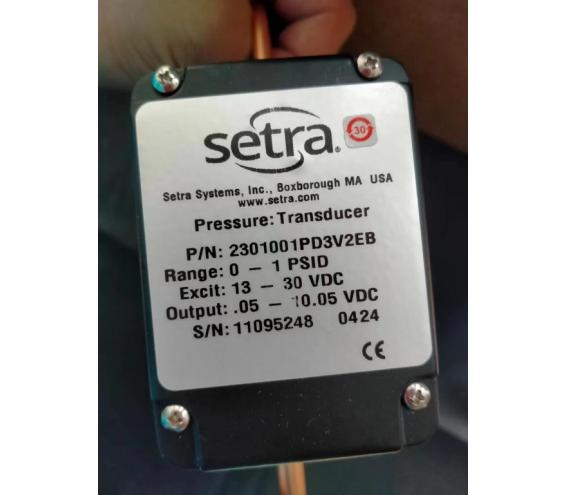 setra®
30
Setra Systems, Inc., Boxborough MA USA
www.setra.com
Pressure: Transducer
P/N: 2301001PD3V2EB
Range: 0 – 1 PSID
Excit: 13 – 30 VDC
Output: .05 – 10.05 VDC
S/N: 11095248 0424
CE